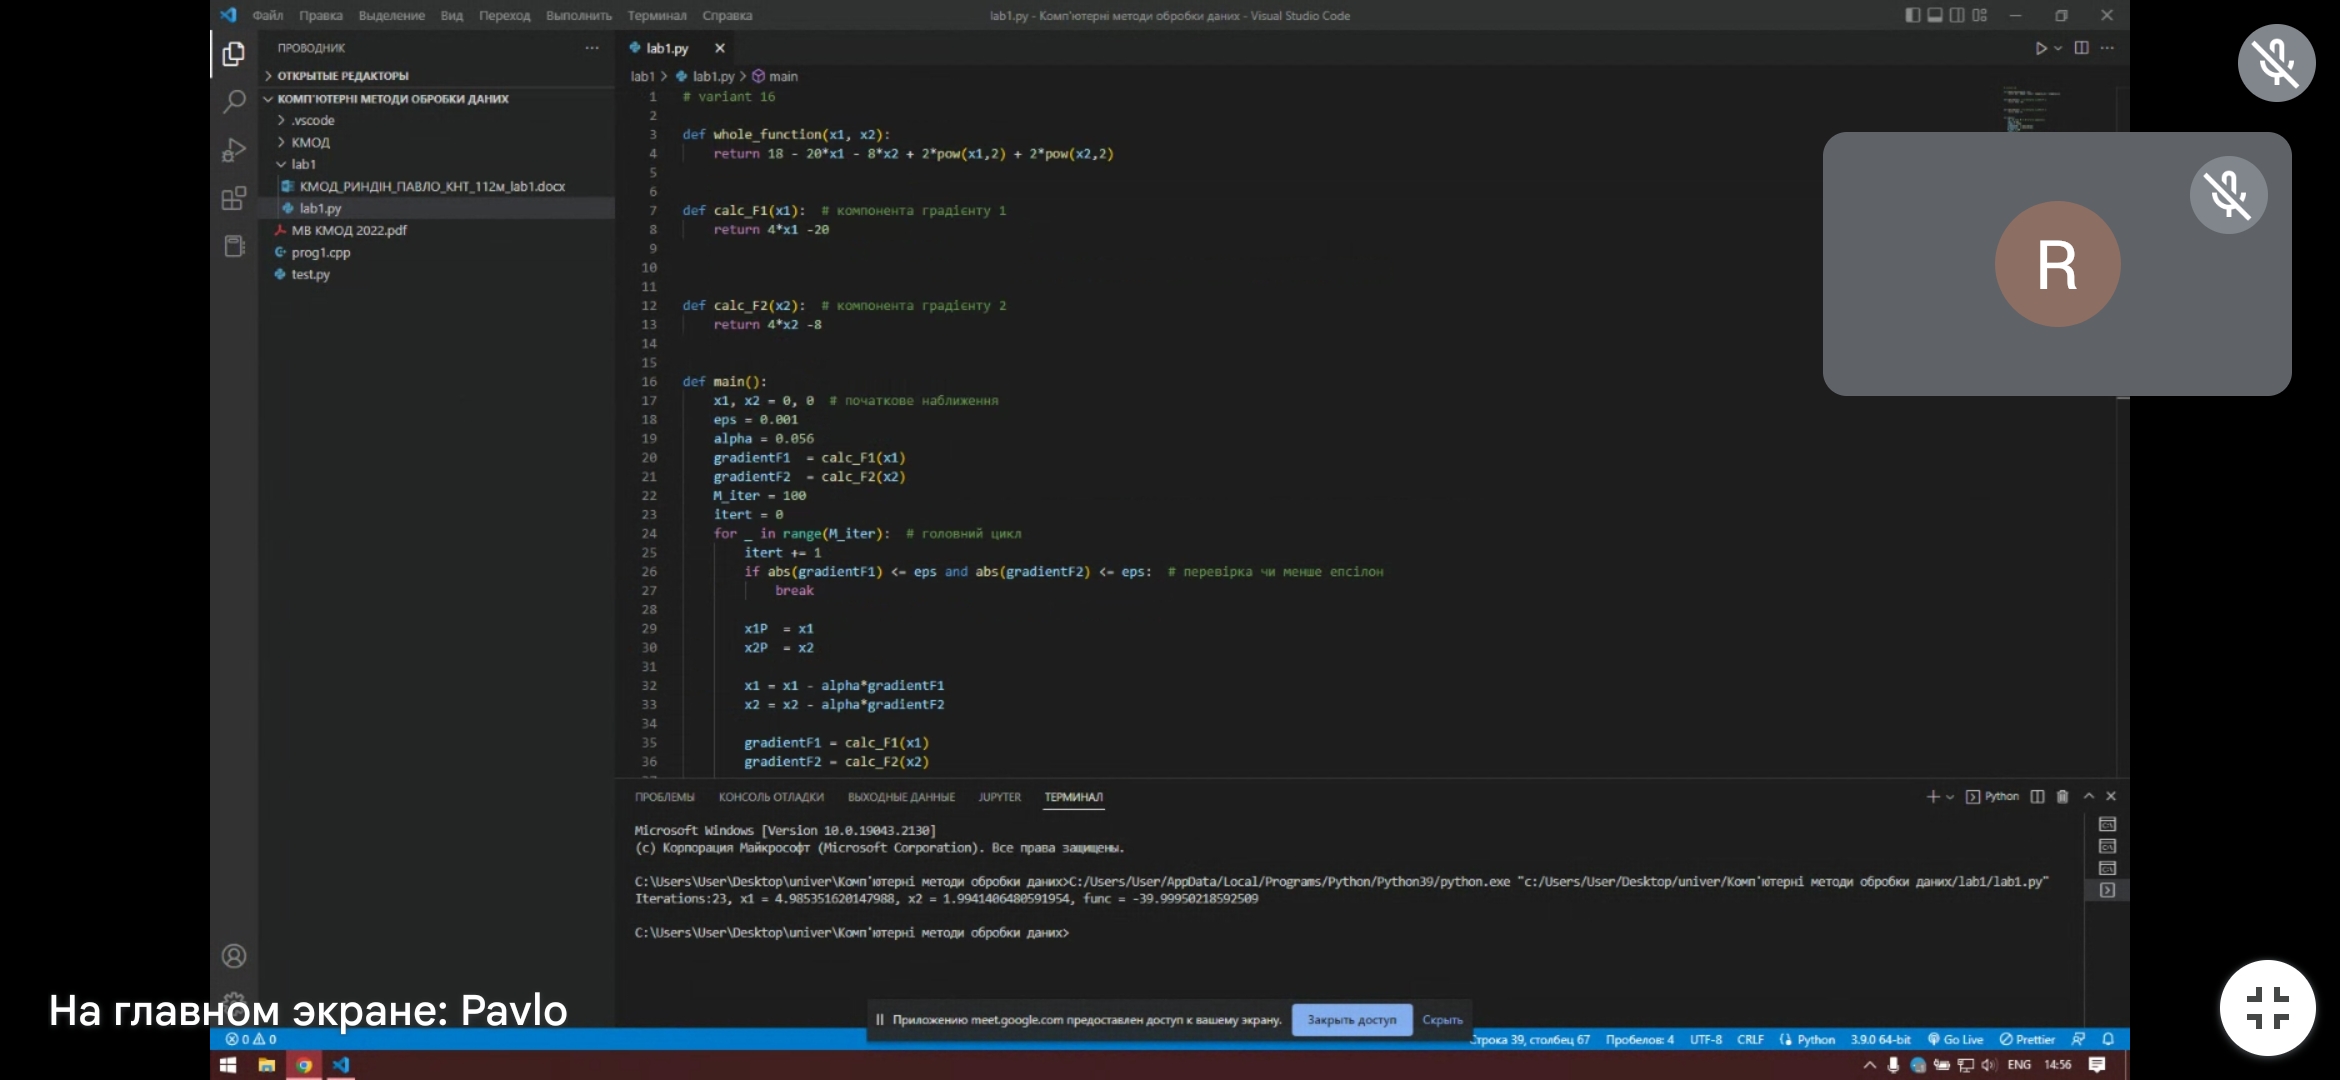 Файл Правка Выделение Вид Переход Выполнить Терминал Справка
lab1.py - Комп'ютерні методи обробки даних - Visual Studio Code
ПРОВОДНИК
ОТКРЫТЫЕ РЕДАКТОРЫ
КОМП'ЮТЕРНІ МЕТОДИ ОБРОБКИ ДАНИХ
.vscode
КМОД
lab1
КМОД_РИНДІН_ПАВЛО_КНТ_112м_lab1.docx
lab1.py
МВ КМОД 2022.pdf
prog1.cpp
test.py
lab1.py
lab1 > lab1.py > main
1 # variant 16
2
3 def whole_function(x1, x2):
4 return 18 - 20*x1 - 8*x2 + 2*pow(x1,2) + 2*pow(x2,2)
5
6
7 def calc_F1(x1): # компонента градієнту 1
8 return 4*x1 -20
9
10
11
12 def calc_F2(x2): # компонента градієнту 2
13 return 4*x2 -8
14
15
16 def main():
17 x1, x2 = 0, 0 # початкове наближення
18 eps = 0.001
19 alpha = 0.056
20 gradientF1 = calc_F1(x1)
21 gradientF2 = calc_F2(x2)
22 M_iter = 100
23 itert = 0
24 for _ in range(M_iter): # головний цикл
25 itert += 1
26 if abs(gradientF1) <= eps and abs(gradientF2) <= eps: # перевірка чи менше епсілон
27 break
28
29 x1P = x1
30 x2P = x2
31
32 x1 = x1 - alpha*gradientF1
33 x2 = x2 - alpha*gradientF2
34
35 gradientF1 = calc_F1(x1)
36 gradientF2 = calc_F2(x2)
R
ПРОБЛЕМЫ КОНСОЛЬ ОТЛАДКИ ВЫХОДНЫЕ ДАННЫЕ JUPYTER ТЕРМИНАЛ
Python
Microsoft Windows [Version 10.0.19043.2130]
(c) Корпорация Майкрософт (Microsoft Corporation). Все права защищены.
C:\Users\User\Desktop\univer\Комп'ютерні методи обробки даних>C:/Users/User/AppData/Local/Programs/Python/Python39/python.exe "c:/Users/User/Desktop/univer/Комп'ютерні методи обробки даних/lab1/lab1.py"
Iterations:23, x1 = 4.985351620147988, x2 = 1.9941406480591954, func = -39.99950218592509
C:\Users\User\Desktop\univer\Комп'ютерні методи обробки даних>
На главном экране: Pavlo
Приложению meet.google.com предоставлен доступ к вашему экрану. Закрыть доступ Скрыть
0 0
Строка 39, столбец 67 Пробелов: 4 UTF-8 CRLF Python 3.9.0 64-bit Go Live Prettier
ENG 14:56